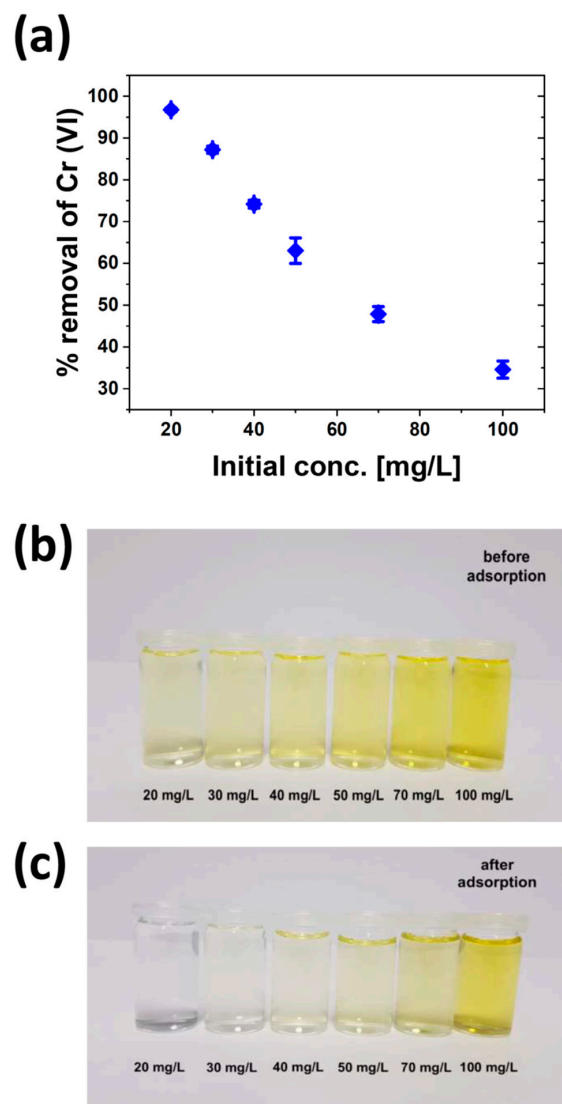 (a)
% removal of Cr (VI)
100
90
80
70
60
50
40
30
20 40 60 80 100
Initial conc. [mg/L]
(b)
before
adsorption
20 mg/L 30 mg/L 40 mg/L 50 mg/L 70 mg/L 100 mg/L
(c)
after
adsorption
20 mg/L 30 mg/L 40 mg/L 50 mg/L 70 mg/L 100 mg/L